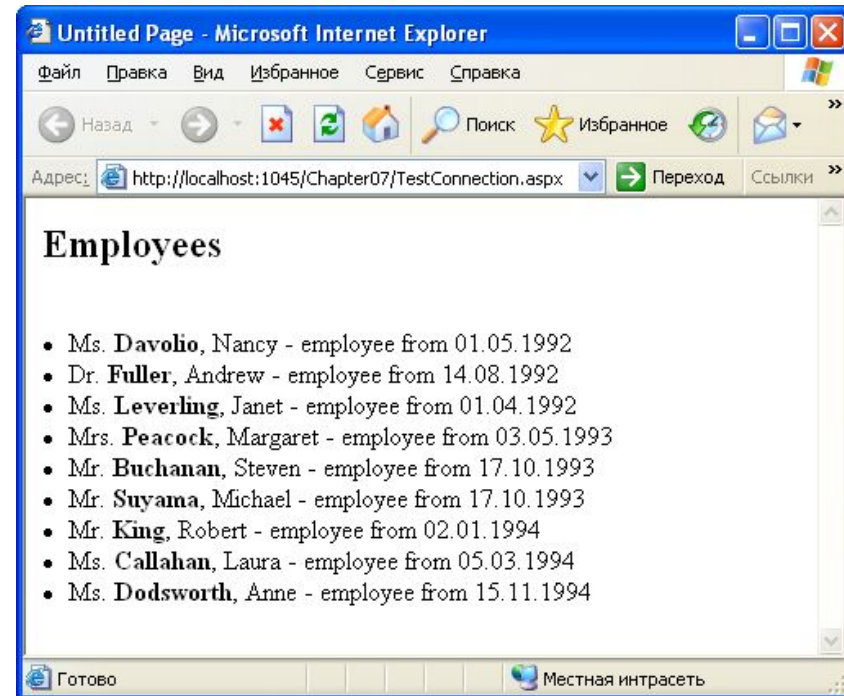 Untitled Page - Microsoft Internet Explorer
Файл Правка Вид Избранное Сервис Справка
Назад Поиск Избранное »
Адрес: http://localhost:1045/Chapter07/TestConnection.aspx Переход Ссылки »
Employees
• Ms. Davolio, Nancy - employee from 01.05.1992
• Dr. Fuller, Andrew - employee from 14.08.1992
• Ms. Leverling, Janet - employee from 01.04.1992
• Mrs. Peacock, Margaret - employee from 03.05.1993
• Mr. Buchanan, Steven - employee from 17.10.1993
• Mr. Suyama, Michael - employee from 17.10.1993
• Mr. King, Robert - employee from 02.01.1994
• Ms. Callahan, Laura - employee from 05.03.1994
• Ms. Dodsworth, Anne - employee from 15.11.1994
Готово Местная интрасеть